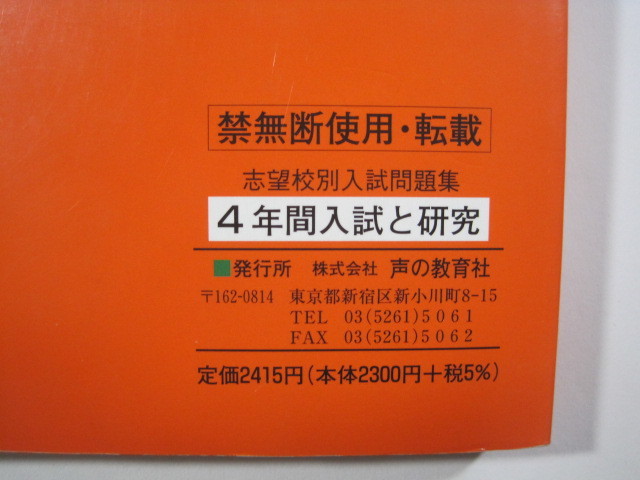 禁無断使用・転載
志望校別入試問題集
4年間入試と研究
■発行所 株式会社 声の教育社
〒162-0814 東京都新宿区新小川町8-15
TEL 03(5261)5061
FAX 03(5261)5062
定価2415円(本体2300円+税5%)